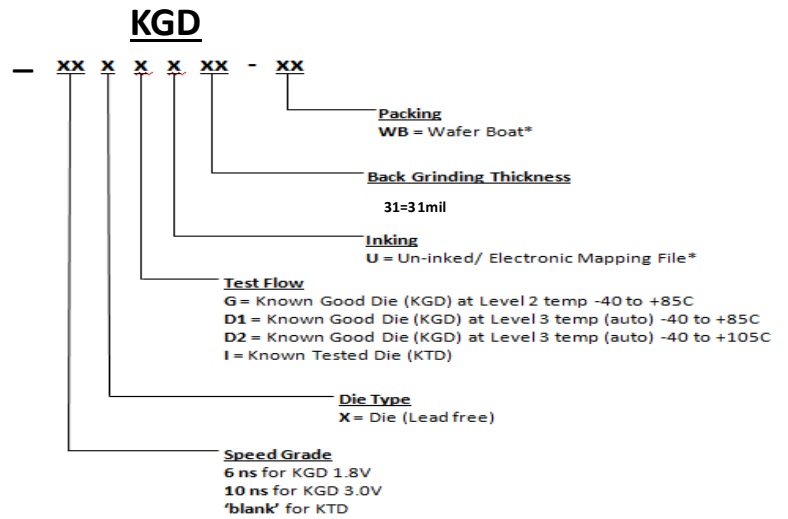 KGD
– xx x x x xx - xx
Packing
WB = Wafer Boat*
Back Grinding Thickness
31=31mil
Inking
U = Un-inked/ Electronic Mapping File*
Test Flow
G = Known Good Die (KGD) at Level 2 temp -40 to +85C
D1 = Known Good Die (KGD) at Level 3 temp (auto) -40 to +85C
D2 = Known Good Die (KGD) at Level 3 temp (auto) -40 to +105C
I = Known Tested Die (KTD)
Die Type
X = Die (Lead free)
Speed Grade
6 ns for KGD 1.8V
10 ns for KGD 3.0V
‘blank’ for KTD